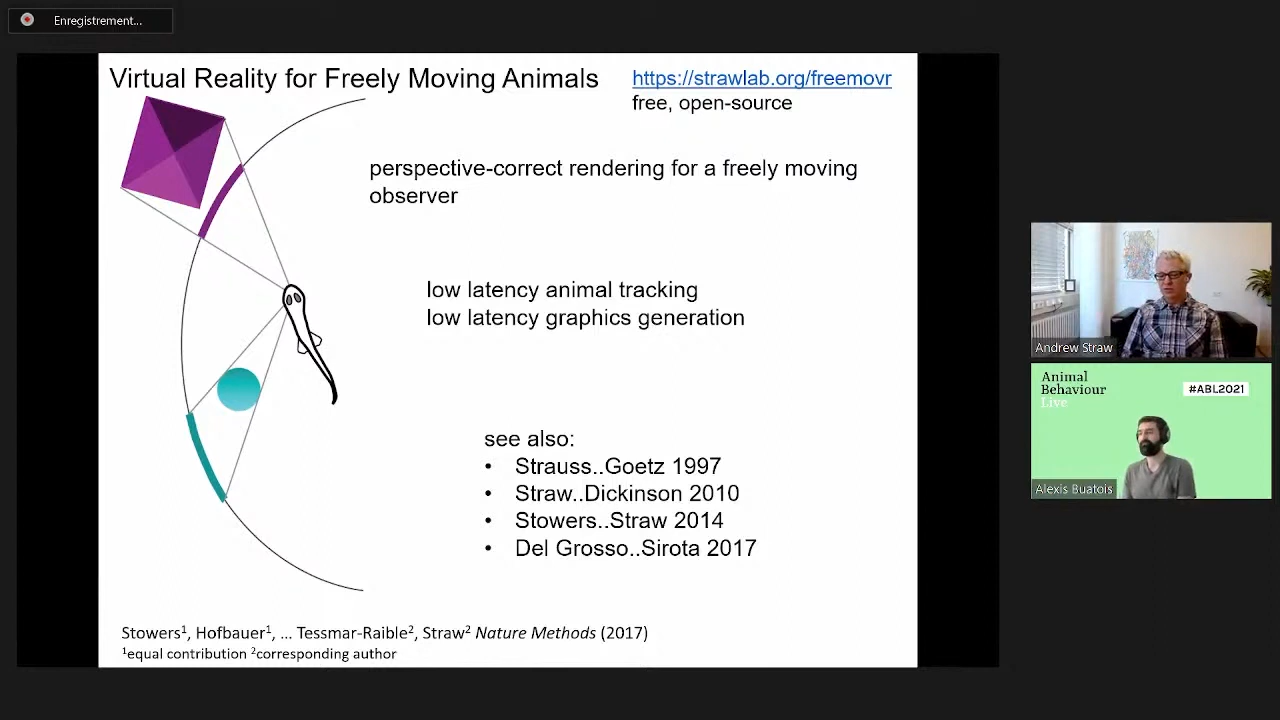 Enregistrement...
Virtual Reality for Freely Moving Animals
https://strawlab.org/freemovr
free, open-source
perspective-correct rendering for a freely moving
observer
low latency animal tracking
low latency graphics generation
see also:
• Strauss..Goetz 1997
• Straw..Dickinson 2010
• Stowers..Straw 2014
• Del Grosso..Sirota 2017
Stowers¹, Hofbauer¹, ... Tessmar-Raible², Straw² Nature Methods (2017)
¹equal contribution ²corresponding author
Andrew Straw
Animal
Behaviour
Live
#ABL2021
Alexis Buatois